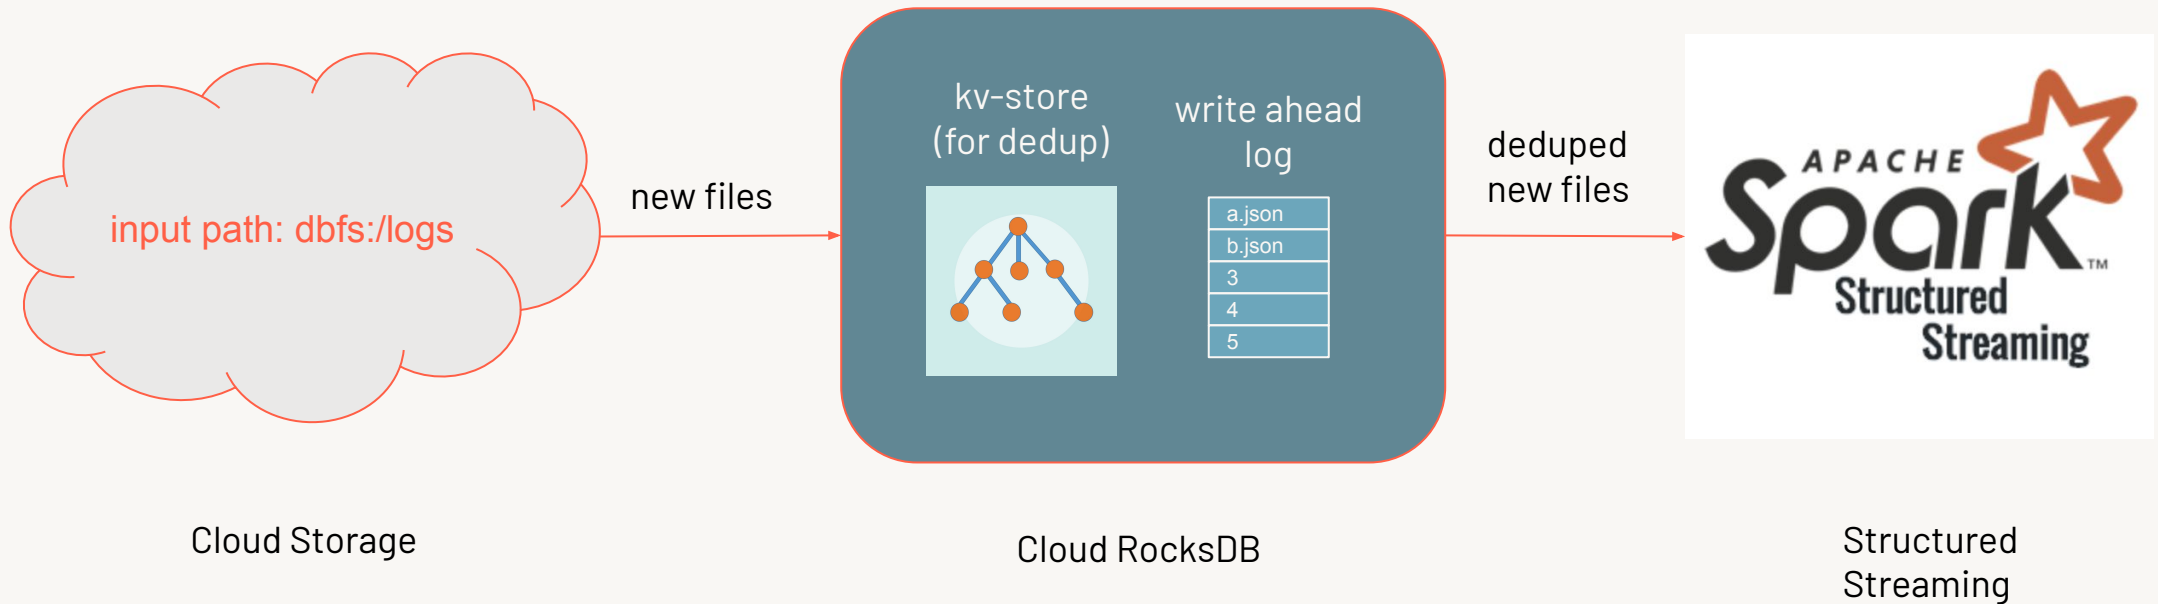 input path: dbfs:/logs
new files
kv-store
(for dedup)
write ahead
log
a.json
b.json
3
4
5
deduped
new files
APACHE
Spark
TM
Structured
Streaming
Cloud Storage
Cloud RocksDB
Structured
Streaming